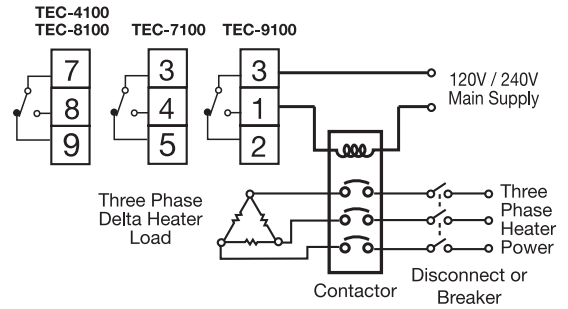 TEC-4100
TEC-8100 TEC-7100 TEC-9100
7 3 3
8 4 1
9 5 2
120V / 240V
Main Supply
Three Phase
Delta Heater
Load
Three
Phase
Heater
Power
Contactor
Disconnect or
Breaker